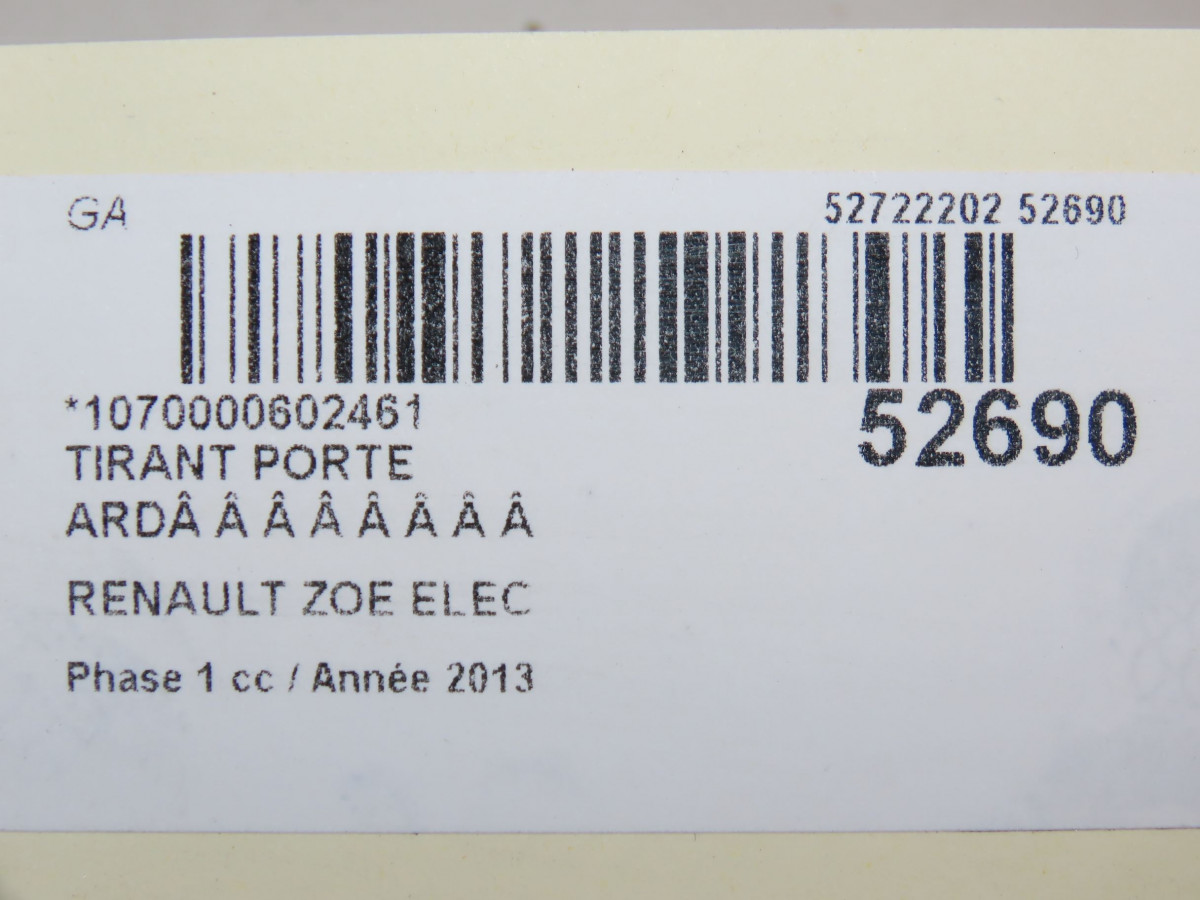 GA
52722202 52690
*1070000602461
52690
TIRANT PORTE
ARDÂ Â Â Â Â Â Â Â
RENAULT ZOE ELEC
Phase 1 cc / Année 2013